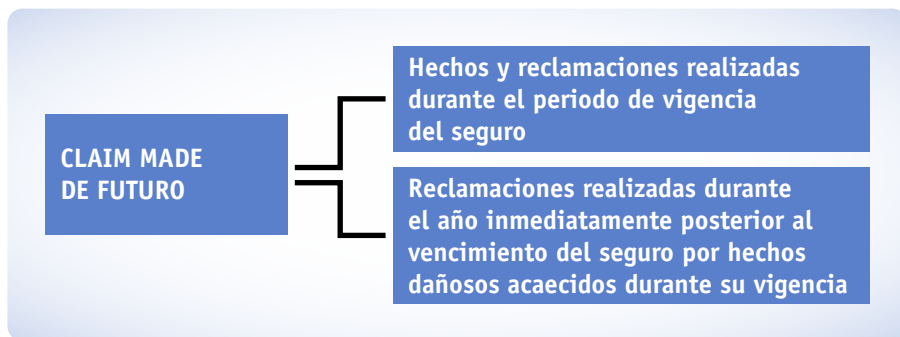 CLAIM MADE
DE FUTURO
Hechos y reclamaciones realizadas
durante el periodo de vigencia
del seguro
Reclamaciones realizadas durante
el año inmediatamente posterior al
vencimiento del seguro por hechos
dañosos acaecidos durante su vigencia